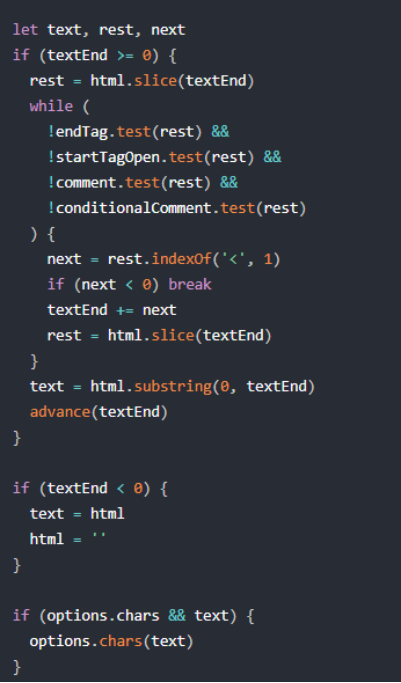 let text, rest, next
if (textEnd >= 0) {
  rest = html.slice(textEnd)
  while (
    !endTag.test(rest) &&
    !startTagOpen.test(rest) &&
    !comment.test(rest) &&
    !conditionalComment.test(rest)
  ) {
    next = rest.indexOf('<', 1)
    if (next < 0) break
    textEnd += next
    rest = html.slice(textEnd)
  }
  text = html.substring(0, textEnd)
  advance(textEnd)
}

if (textEnd < 0) {
  text = html
  html = ''
}

if (options.chars && text) {
  options.chars(text)
}